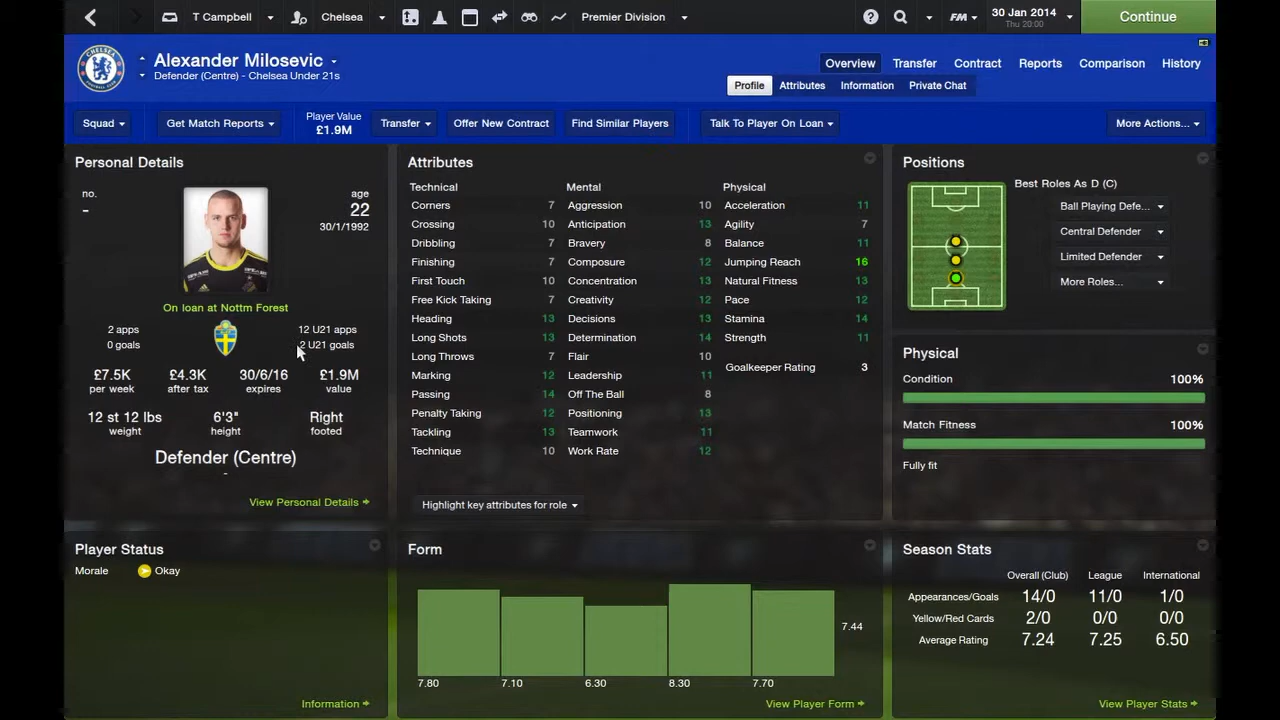 T Campbell
Chelsea
Premier Division
FM
30 Jan 2014
Thu 20:00
Continue
Alexander Milosevic
Defender (Centre) - Chelsea Under 21s
Overview Transfer Contract Reports Comparison History
Profile Attributes Information Private Chat
Squad
Get Match Reports
Player Value
£1.9M
Transfer
Offer New Contract
Find Similar Players
Talk To Player On Loan
More Actions...
Personal Details
no.
-
age
22
30/1/1992
On loan at Nottm Forest
2 apps
0 goals
12 U21 apps
2 U21 goals
£7.5K
per week
£4.3K
after tax
30/6/16
expires
£1.9M
value
12 st 12 lbs
weight
6'3"
height
Right
footed
Defender (Centre)
-
View Personal Details
Attributes
Technical
Corners 7
Crossing 10
Dribbling 7
Finishing 7
First Touch 10
Free Kick Taking 7
Heading 13
Long Shots 13
Long Throws 7
Marking 12
Passing 14
Penalty Taking 12
Tackling 13
Technique 10
Mental
Aggression 10
Anticipation 13
Bravery 8
Composure 12
Concentration 13
Creativity 12
Decisions 13
Determination 14
Flair 10
Leadership 11
Off The Ball 8
Positioning 13
Teamwork 11
Work Rate 12
Physical
Acceleration 11
Agility 7
Balance 11
Jumping Reach 16
Natural Fitness 13
Pace 12
Stamina 14
Strength 11
Goalkeeper Rating 3
Highlight key attributes for role
Positions
Best Roles As D (C)
Ball Playing Defe...
Central Defender
Limited Defender
More Roles...
Physical
Condition 100%
Match Fitness 100%
Fully fit
Player Status
Morale Okay
Information
Form
7.44
7.80 7.10 6.30 8.30 7.70
View Player Form
Season Stats
Overall (Club) League International
Appearances/Goals 14/0 11/0 1/0
Yellow/Red Cards 2/0 0/0 0/0
Average Rating 7.24 7.25 6.50
View Player Stats